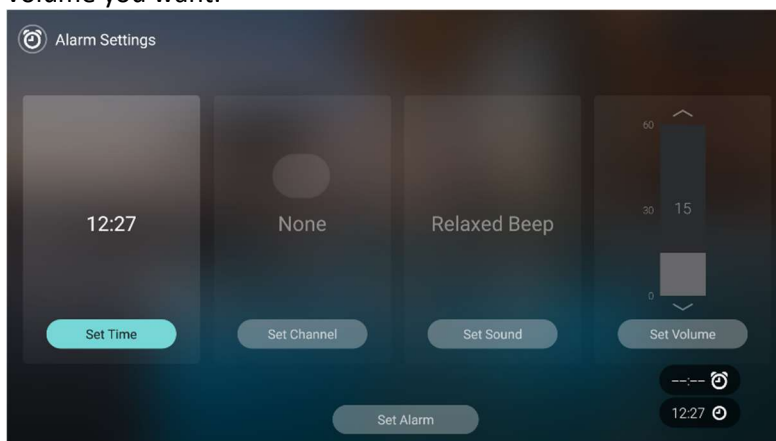 volume you want.
Alarm Settings
12:27
Set Time
None
Set Channel
Relaxed Beep
Set Sound
60
30
15
0
Set Volume
--:--
12:27
Set Alarm